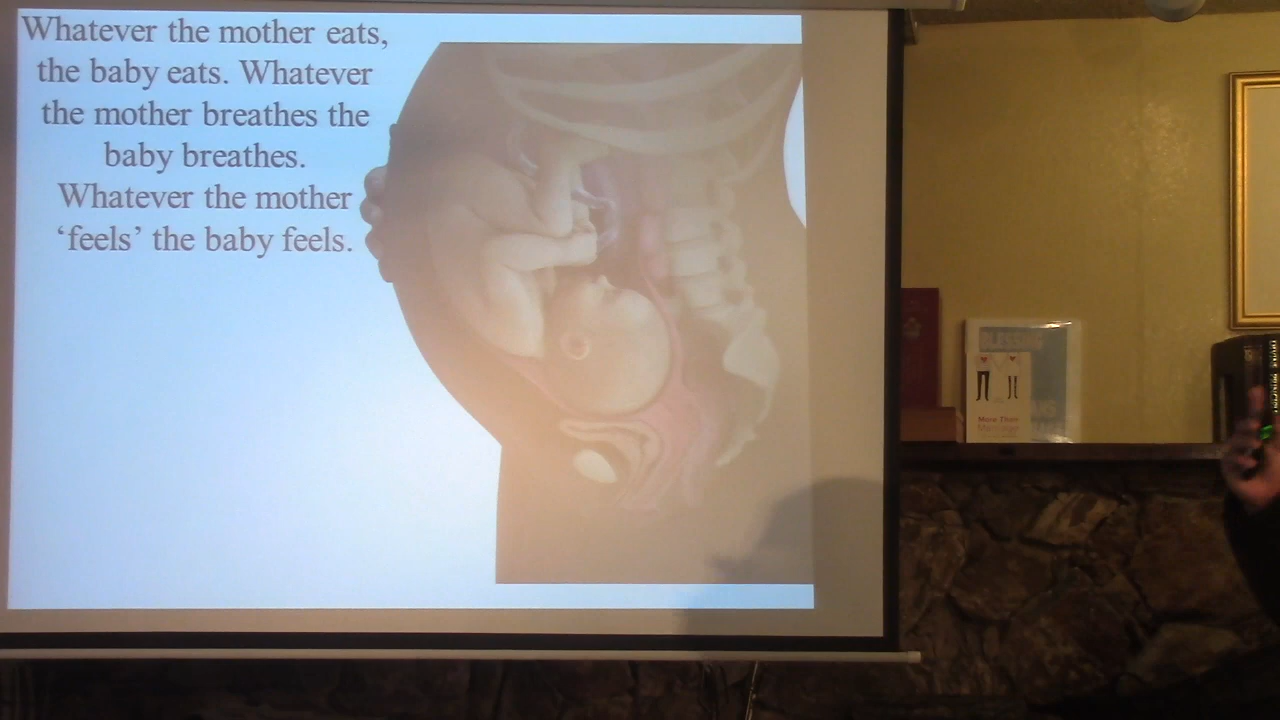 Whatever the mother eats,
the baby eats. Whatever
the mother breathes the
baby breathes.
Whatever the mother
‘feels’ the baby feels.
BLESSING
More Than
Marriage